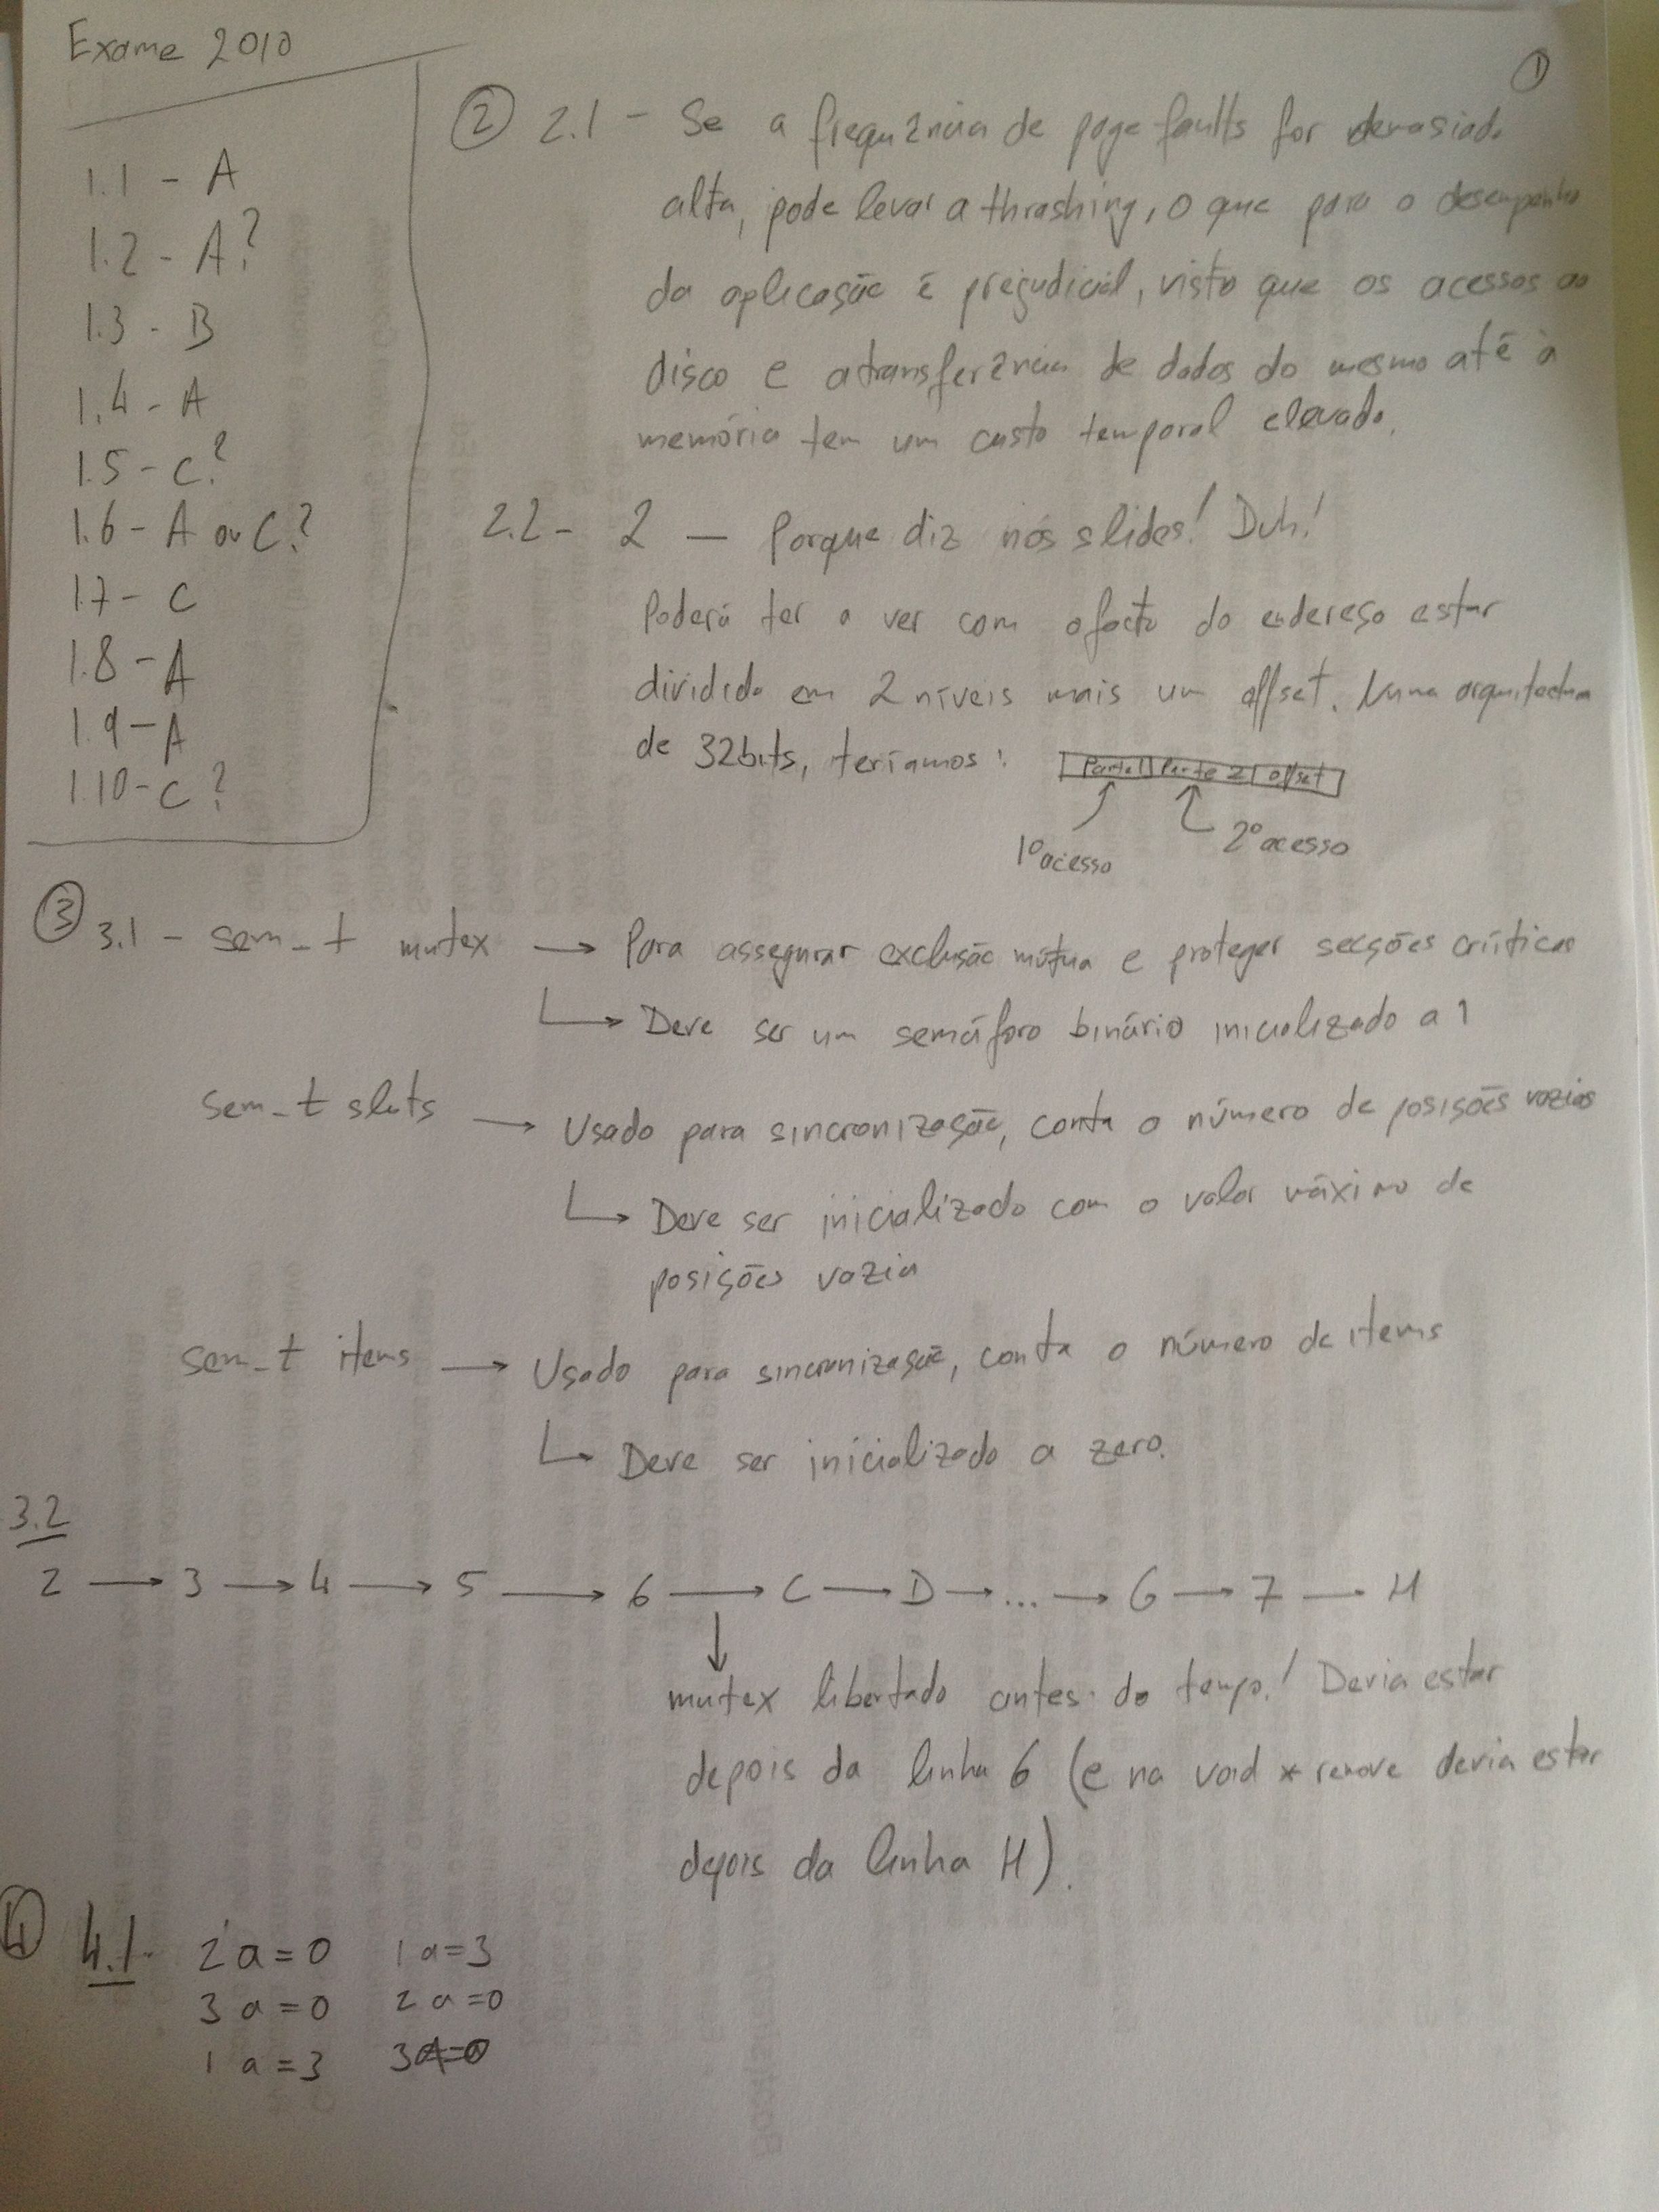 Exame 2010
①
1.1 - A
1.2 - A?
1.3 - B
1.4 - A
1.5 - C?
1.6 - A ou C?
1.7 - C
1.8 - A
1.9 - A
1.10 - C?
② 2.1 - Se a frequência de page faults for demasiado
alta, pode levar a thrashing, o que para o desempenho
da aplicação é prejudicial, visto que os acessos ao
disco e a transferência de dados do mesmo até à
memória tem um custo temporal elevado.
2.2 - 2 — Porque diz nos slides! Duh!
Poderá ter a ver com o facto do endereço estar
dividido em 2 níveis mais um offset. Numa arquitectura
de 32bits, teríamos:
Parte 1 Parte 2 offset
1º acesso
2º acesso
③ 3.1 - sem_t mutex → Para assegurar exclusão mútua e proteger secções críticas
↳ Deve ser um semáforo binário inicializado a 1
sem_t slots → Usado para sincronização, conta o número de posições vazias
↳ Deve ser inicializado com o valor máximo de
posições vazia
sem_t items → Usado para sincronização, conta o número de items
↳ Deve ser inicializado a zero.
3.2
2 → 3 → 4 → 5 → 6 → C — D → ... → G → 7 — H
↓
mutex libertado antes do tempo! Devia estar
depois da linha 6 (e na void * remove devia estar
depois da linha H).
④ 4.1. 2 a=0 1 a=3
3 a=0 2 a=0
1 a=3 3 a=0